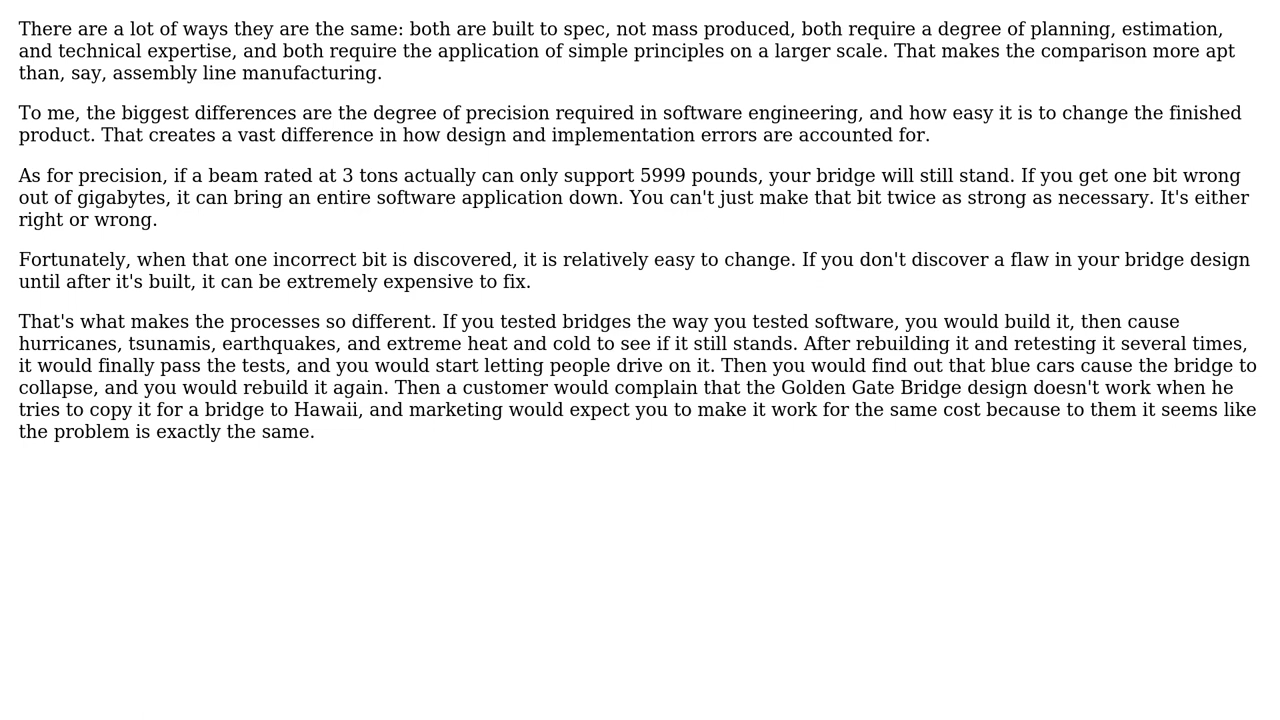 There are a lot of ways they are the same: both are built to spec, not mass produced, both require a degree of planning, estimation,
and technical expertise, and both require the application of simple principles on a larger scale. That makes the comparison more apt
than, say, assembly line manufacturing.
To me, the biggest differences are the degree of precision required in software engineering, and how easy it is to change the finished
product. That creates a vast difference in how design and implementation errors are accounted for.
As for precision, if a beam rated at 3 tons actually can only support 5999 pounds, your bridge will still stand. If you get one bit wrong
out of gigabytes, it can bring an entire software application down. You can't just make that bit twice as strong as necessary. It's either
right or wrong.
Fortunately, when that one incorrect bit is discovered, it is relatively easy to change. If you don't discover a flaw in your bridge design
until after it's built, it can be extremely expensive to fix.
That's what makes the processes so different. If you tested bridges the way you tested software, you would build it, then cause
hurricanes, tsunamis, earthquakes, and extreme heat and cold to see if it still stands. After rebuilding it and retesting it several times,
it would finally pass the tests, and you would start letting people drive on it. Then you would find out that blue cars cause the bridge to
collapse, and you would rebuild it again. Then a customer would complain that the Golden Gate Bridge design doesn't work when he
tries to copy it for a bridge to Hawaii, and marketing would expect you to make it work for the same cost because to them it seems like
the problem is exactly the same.